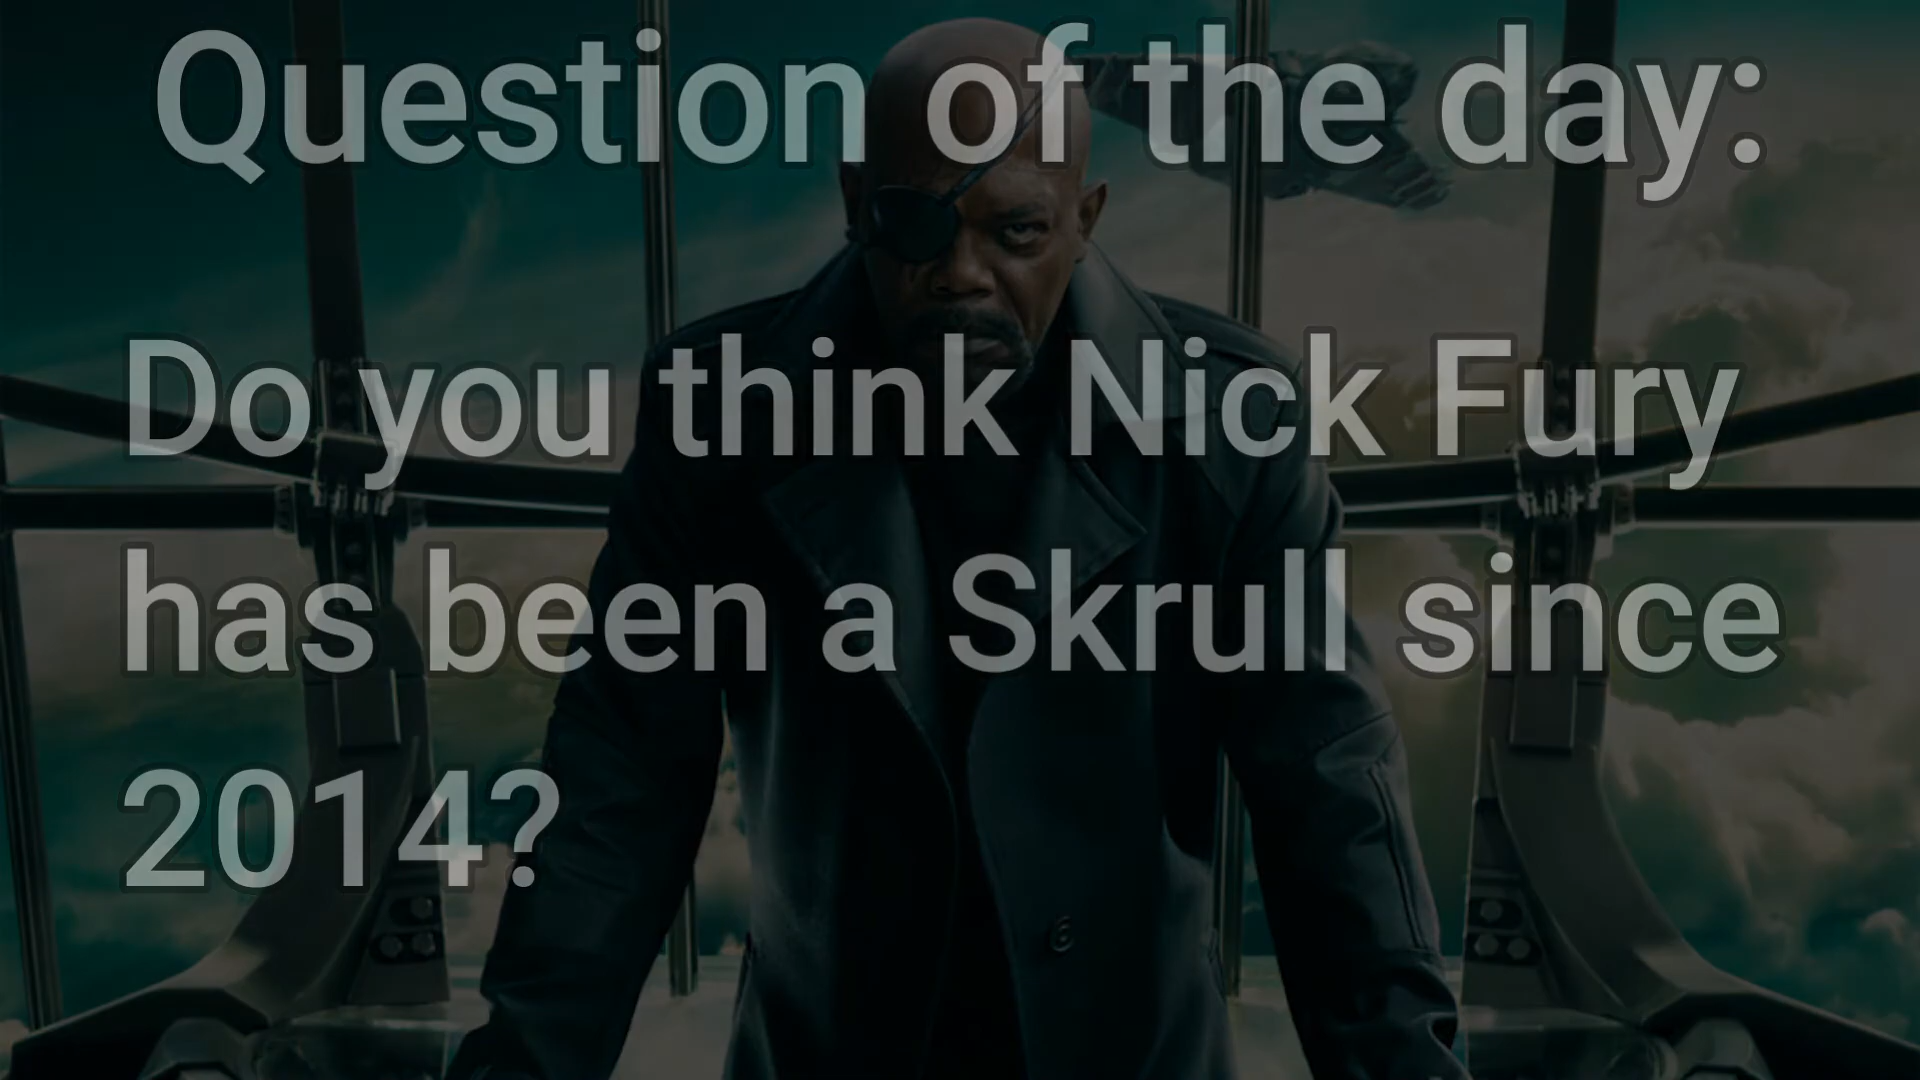 Question of the day:
Do you think Nick Fury
has been a Skrull since
2014?